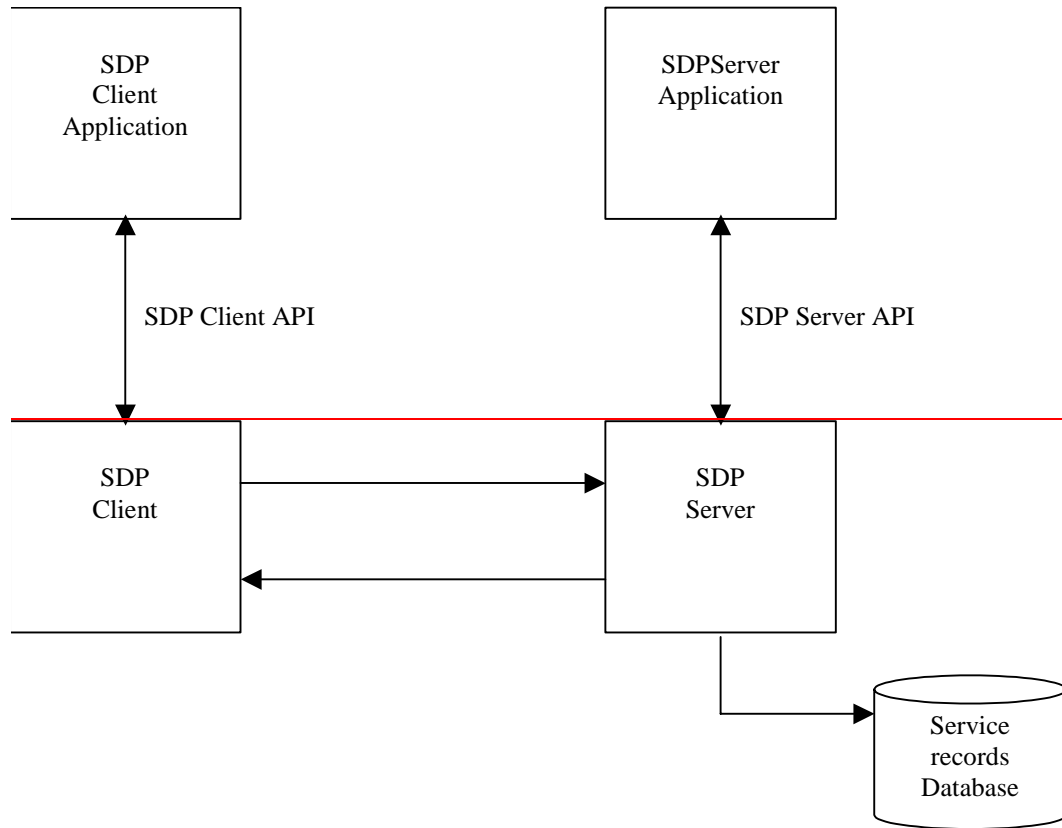 SDP
Client
Application
SDPServer
Application
SDP Client API
SDP Server API
SDP
Client
SDP
Server
Service
records
Database